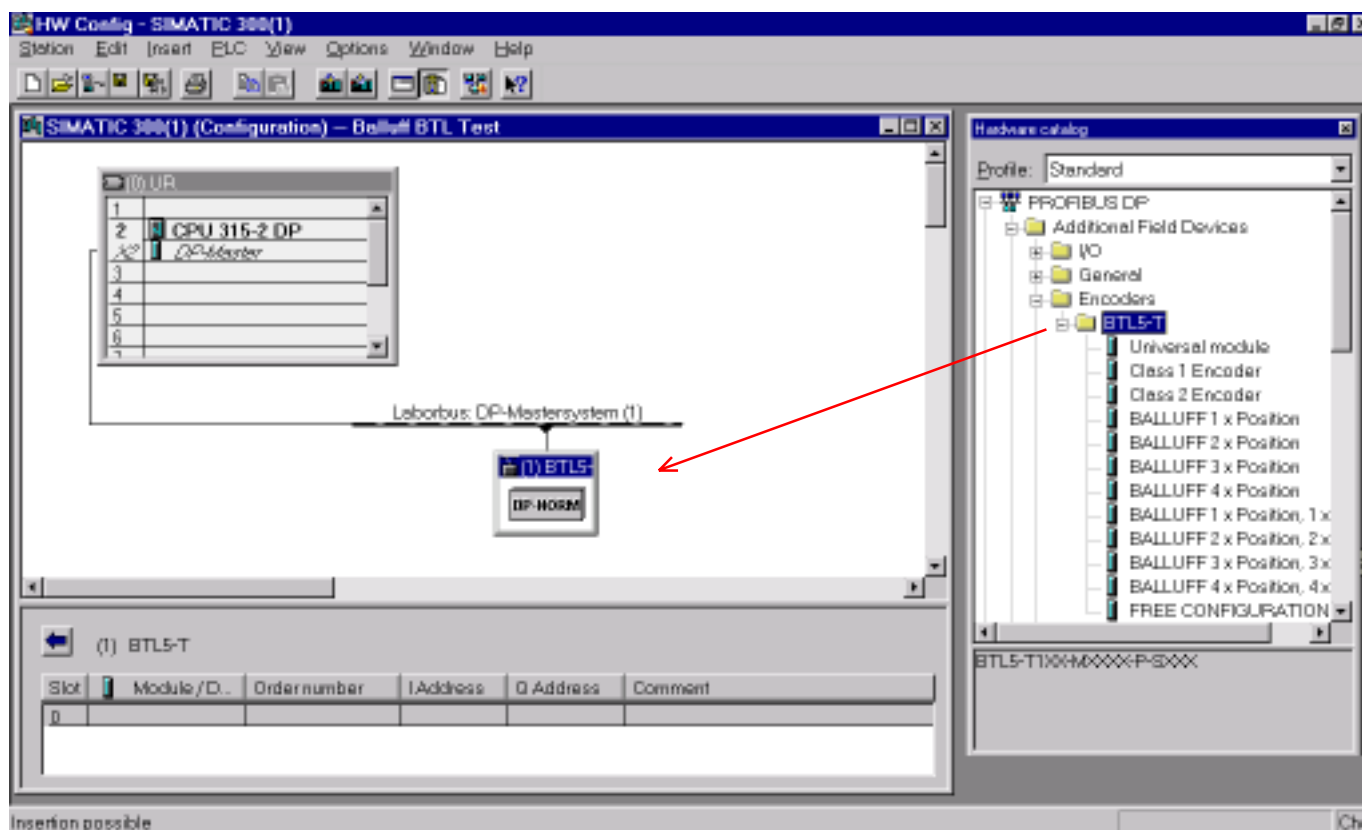 HW Config - SIMATIC 300(1)
Station Edit Insert PLC View Options Window Help
SIMATIC 300(1) (Configuration) -- Balluff BTL Test
(0) UR
1
2 CPU 315-2 DP
X2 DP-Master
3
4
5
6
7
Laborbus: DP-Mastersystem (1)
(1) BTL5-
DP-NORM
(1) BTL5-T
Slot Module / D... Order number I Address Q Address Comment
0
Hardware catalog
Profile: Standard
PROFIBUS DP
Additional Field Devices
I/O
General
Encoders
BTL5-T
Universal module
Class 1 Encoder
Class 2 Encoder
BALLUFF 1 x Position
BALLUFF 2 x Position
BALLUFF 3 x Position
BALLUFF 4 x Position
BALLUFF 1 x Position, 1 x
BALLUFF 2 x Position, 2 x
BALLUFF 3 x Position, 3 x
BALLUFF 4 x Position, 4 x
FREE CONFIGURATION
BTL5-T1XX-MXXXX-P-SXXX
Insertion possible
Ch